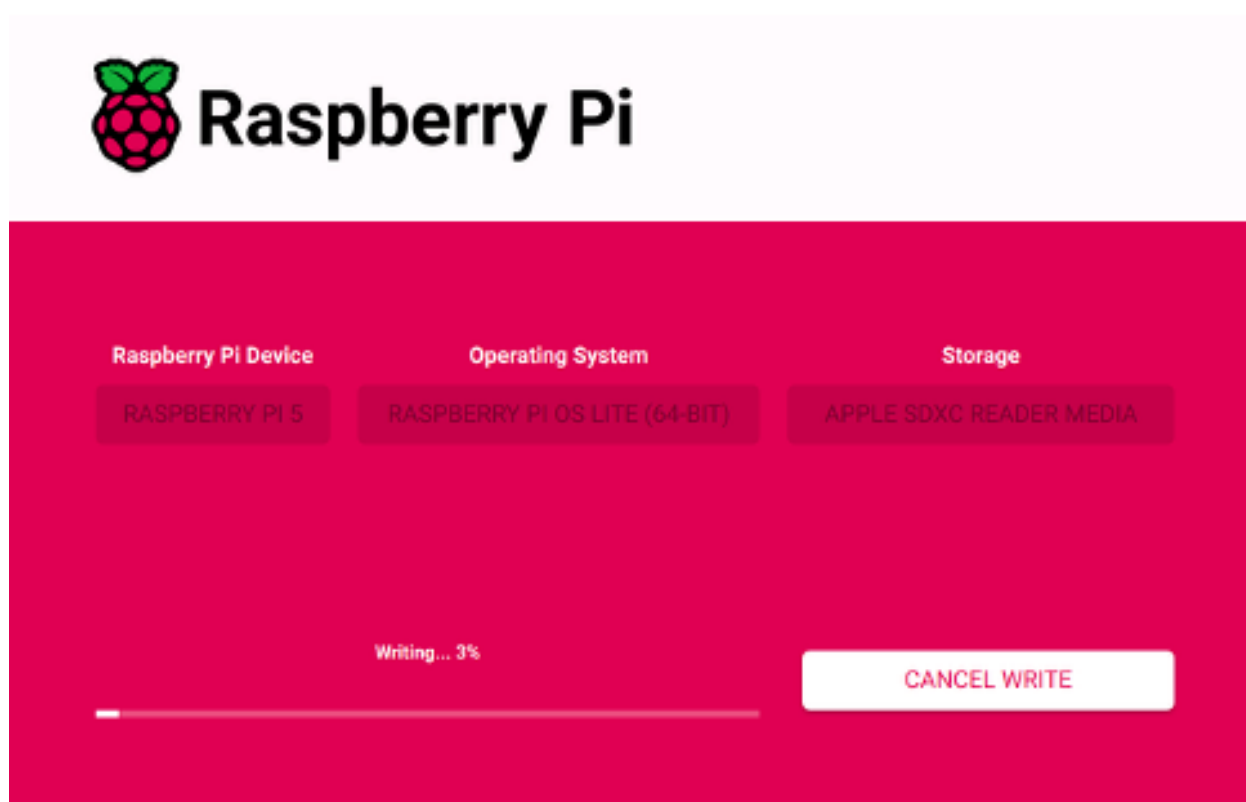 Raspberry Pi
Raspberry Pi Device
Operating System
Storage
RASPBERRY PI 5
RASPBERRY PI OS LITE (64-BIT)
APPLE SDXC READER MEDIA
Writing... 3%
CANCEL WRITE